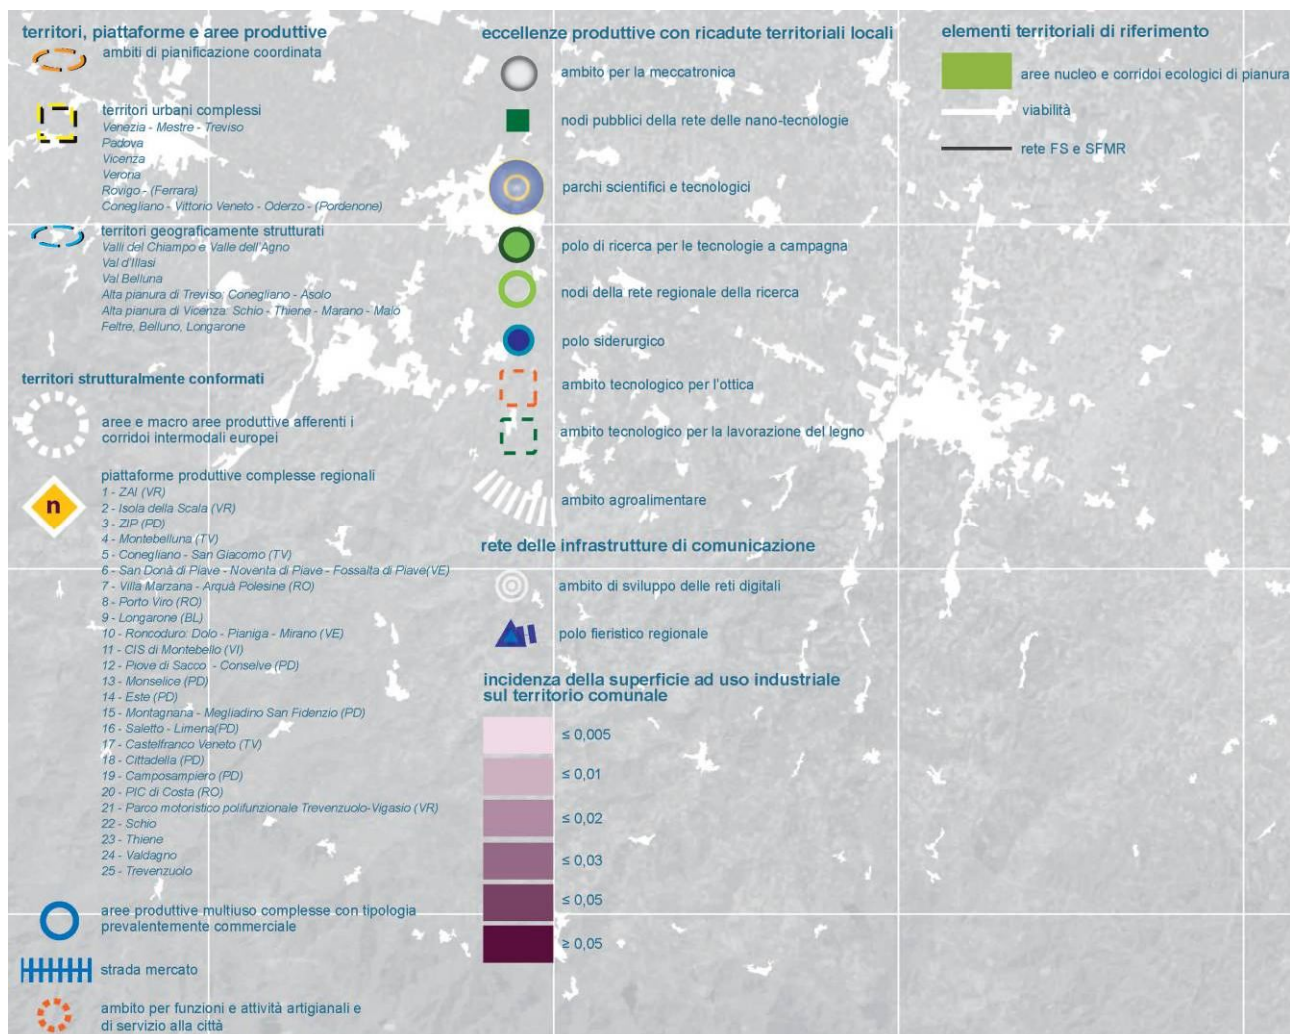 territori, piattaforme e aree produttive
ambiti di pianificazione coordinata
territori urbani complessi
Venezia - Mestre - Treviso
Padova
Vicenza
Verona
Rovigo - (Ferrara)
Conegliano - Vittorio Veneto - Oderzo - (Pordenone)
territori geograficamente strutturati
Valli del Chiampo e Valle dell'Agno
Val d'Illasi
Val Belluna
Alta pianura di Treviso: Conegliano - Asolo
Alta pianura di Vicenza: Schio - Thiene - Marano - Malo
Feltre, Belluno, Longarone
territori strutturalmente conformati
aree e macro aree produttive afferenti i
corridoi intermodali europei
piattaforme produttive complesse regionali
n
1 - ZAI (VR)
2 - Isola della Scala (VR)
3 - ZIP (PD)
4 - Montebelluna (TV)
5 - Conegliano - San Giacomo (TV)
6 - San Donà di Piave - Noventa di Piave - Fossalta di Piave(VE)
7 - Villa Marzana - Arquà Polesine (RO)
8 - Porto Viro (RO)
9 - Longarone (BL)
10 - Roncoduro: Dolo - Pianiga - Mirano (VE)
11 - CIS di Montebello (VI)
12 - Piove di Sacco - Conselve (PD)
13 - Monselice (PD)
14 - Este (PD)
15 - Montagnana - Megliadino San Fidenzio (PD)
16 - Saletto - Limena(PD)
17 - Castelfranco Veneto (TV)
18 - Cittadella (PD)
19 - Camposampiero (PD)
20 - PIC di Costa (RO)
21 - Parco motoristico polifunzionale Trevenzuolo-Vigasio (VR)
22 - Schio
23 - Thiene
24 - Valdagno
25 - Trevenzuolo
aree produttive multiuso complesse con tipologia
prevalentemente commerciale
strada mercato
ambito per funzioni e attività artigianali e
di servizio alla città
eccellenze produttive con ricadute territoriali locali
ambito per la meccatronica
nodi pubblici della rete delle nano-tecnologie
parchi scientifici e tecnologici
polo di ricerca per le tecnologie a campagna
nodi della rete regionale della ricerca
polo siderurgico
ambito tecnologico per l'ottica
ambito tecnologico per la lavorazione del legno
ambito agroalimentare
rete delle infrastrutture di comunicazione
ambito di sviluppo delle reti digitali
polo fieristico regionale
incidenza della superficie ad uso industriale
sul territorio comunale
≤ 0,005
≤ 0,01
≤ 0,02
≤ 0,03
≤ 0,05
≥ 0,05
elementi territoriali di riferimento
aree nucleo e corridoi ecologici di pianura
viabilità
rete FS e SFMR